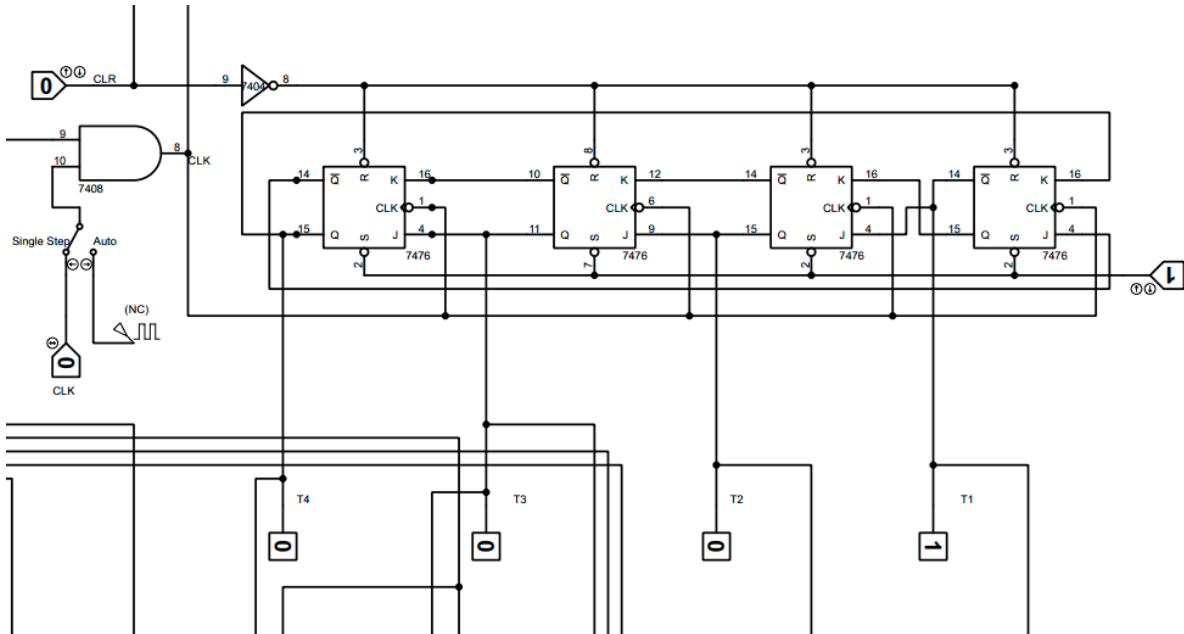 0 CLR 9 7404 8
9
10 8 CLK
7408
3 8 3 3
14 Q R K 16 10 Q R K 12 14 Q R K 16 14 Q R K 16
CLK 1 CLK 6 CLK 1 CLK 1
15 Q S J 4 11 Q S J 9 15 Q S J 4 15 Q S J 4
7476 7476 7476 7476
2 7 2 2
1
Single Step Auto
(NC)
0
CLK
T4 T3 T2 T1
0 0 0 1